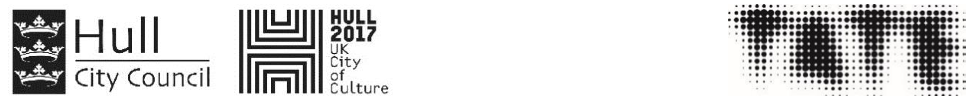 Hull
City Council
HULL
2017
UK
City
of
Culture
TATE